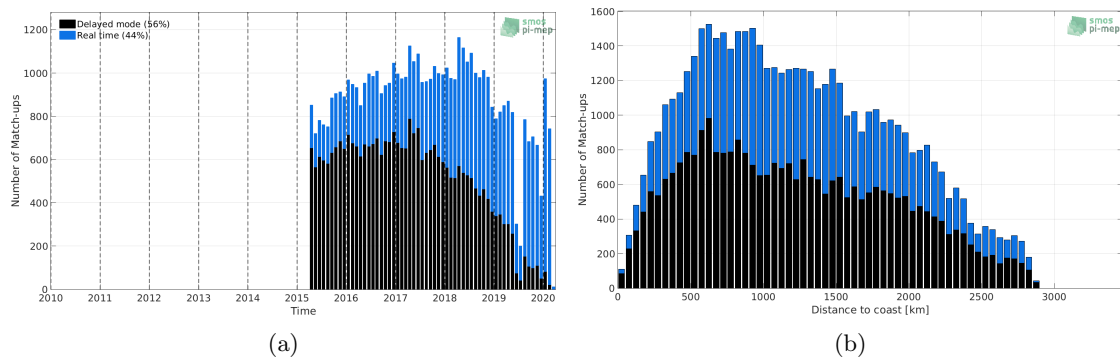 Delayed mode (56%)
Real time (44%)
smos
pi-mep
1200
1000
800
600
400
200
0
Number of Match-ups
2010 2011 2012 2013 2014 2015 2016 2017 2018 2019 2020
Time
(a)
smos
pi-mep
1600
1400
1200
1000
800
600
400
200
0
Number of Match-ups
0 500 1000 1500 2000 2500 3000
Distance to coast [km]
(b)